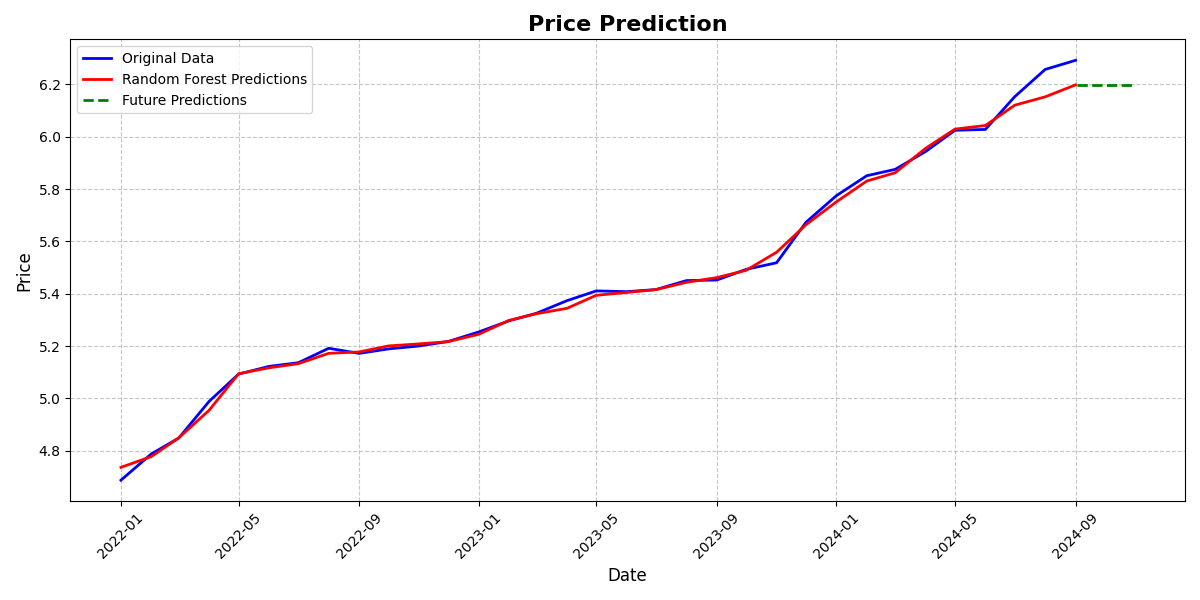 Price Prediction
Original Data
Random Forest Predictions
Future Predictions
Price
6.2
6.0
5.8
5.6
5.4
5.2
5.0
4.8
2022-01
2022-05
2022-09
2023-01
2023-05
2023-09
2024-01
2024-05
2024-09
Date